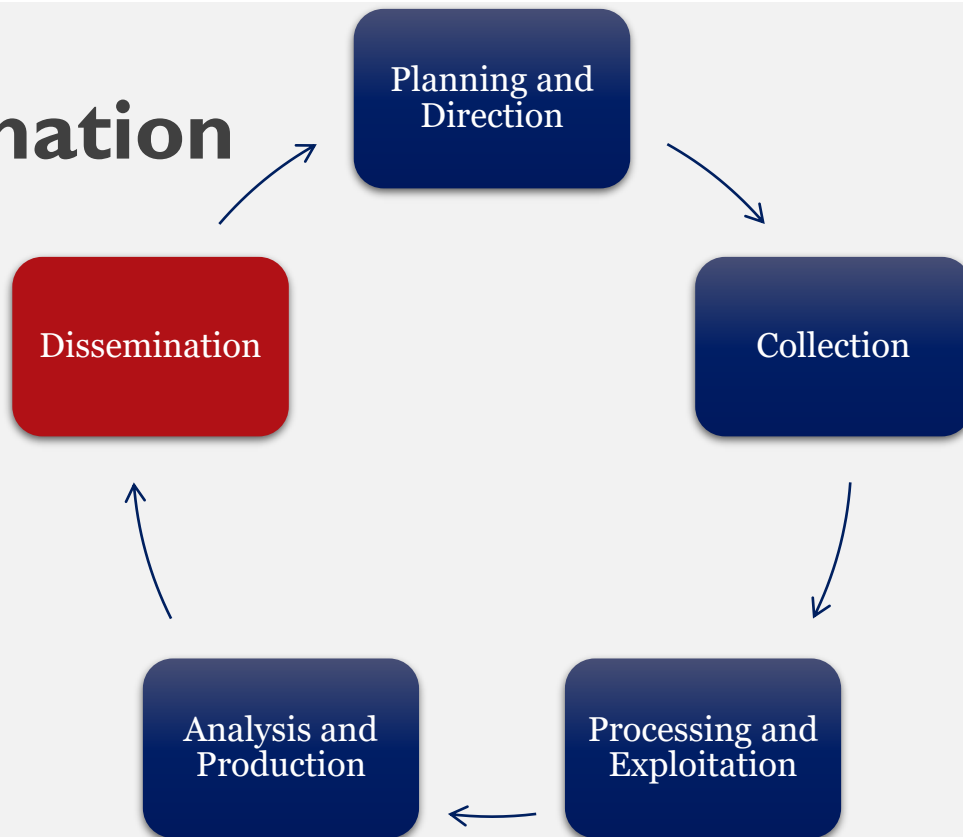 nation
Planning and
Direction
Dissemination
Collection
Analysis and
Production
Processing and
Exploitation